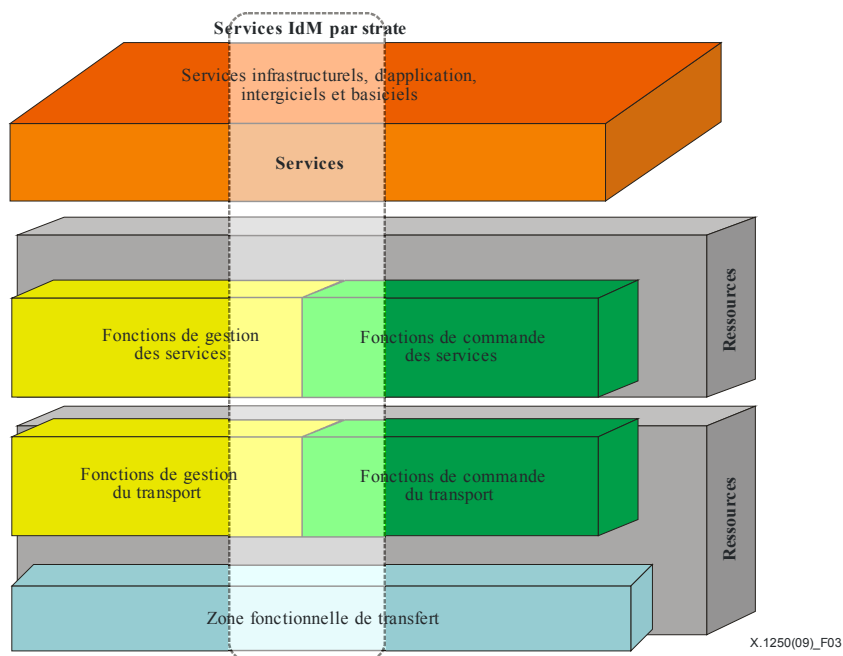 Services IdM par strate
Services infrastructurels, d'application,
intergiciels et basiciels
Services
Fonctions de gestion
des services
Fonctions de commande
des services
Ressources
Fonctions de gestion
du transport
Fonctions de commande
du transport
Ressources
Zone fonctionnelle de transfert
X.1250(09)_F03